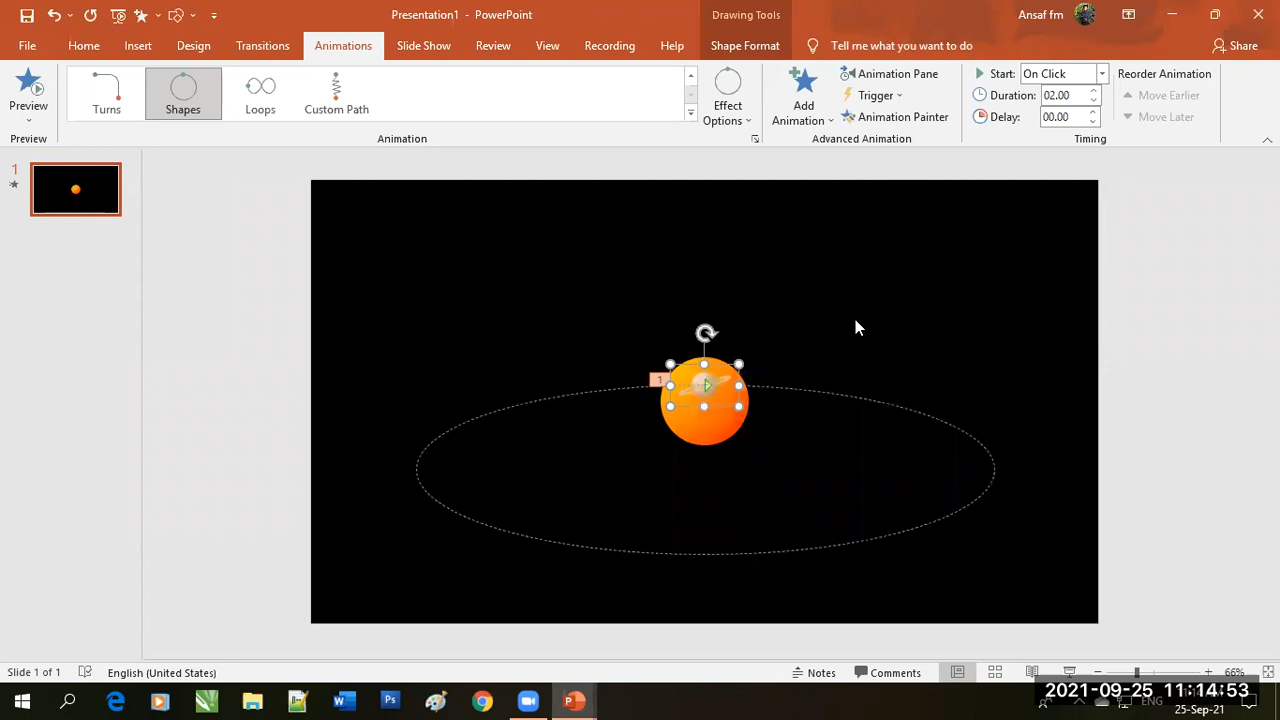 Presentation1 - PowerPoint
Drawing Tools
Ansaf fm
File Home Insert Design Transitions Animations Slide Show Review View Recording Help Shape Format Tell me what you want to do Share
Preview
Turns
Shapes
Loops
Custom Path
Effect Options
Add Animation
Animation Pane
Trigger
Animation Painter
Start: On Click
Duration: 02.00
Delay: 00.00
Reorder Animation
Move Earlier
Move Later
Preview
Animation
Advanced Animation
Timing
1
1
Slide 1 of 1
English (United States)
Notes
Comments
66%
2021-09-25 11:14:53
ENG
25-Sep-21